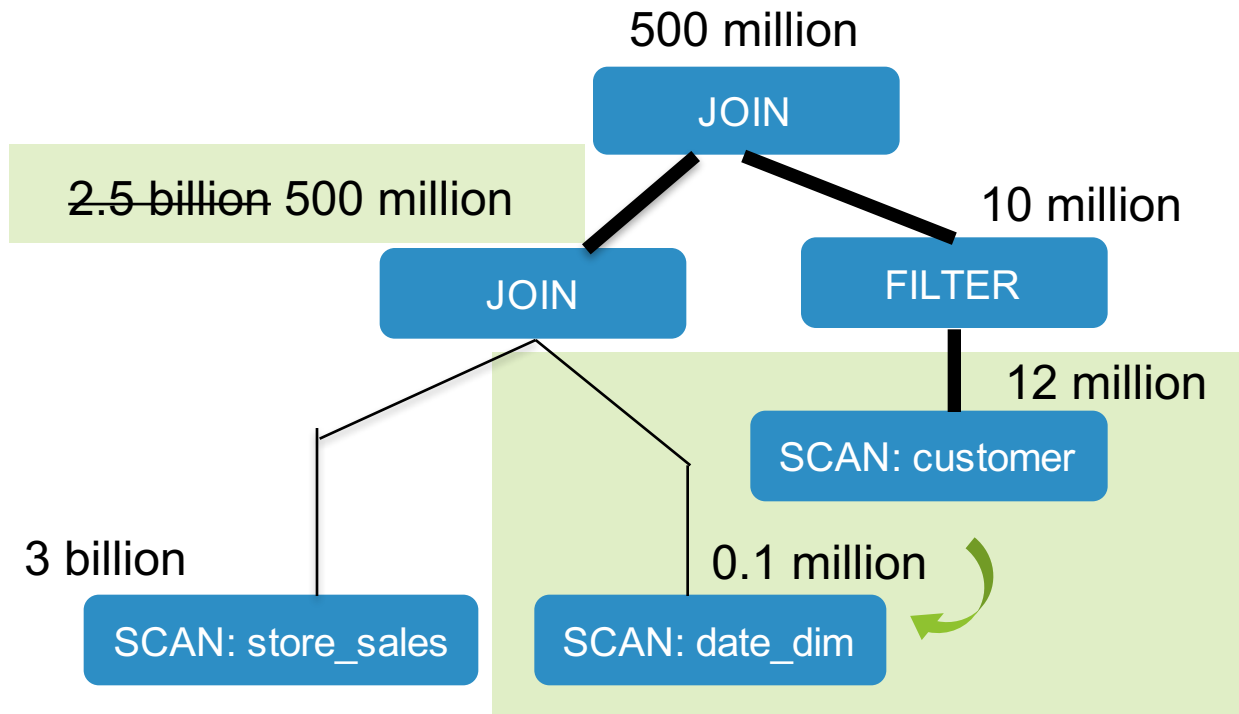 500 million
JOIN
2.5 billion 500 million
10 million
JOIN
FILTER
12 million
SCAN: customer
3 billion
0.1 million
SCAN: store_sales
SCAN: date_dim